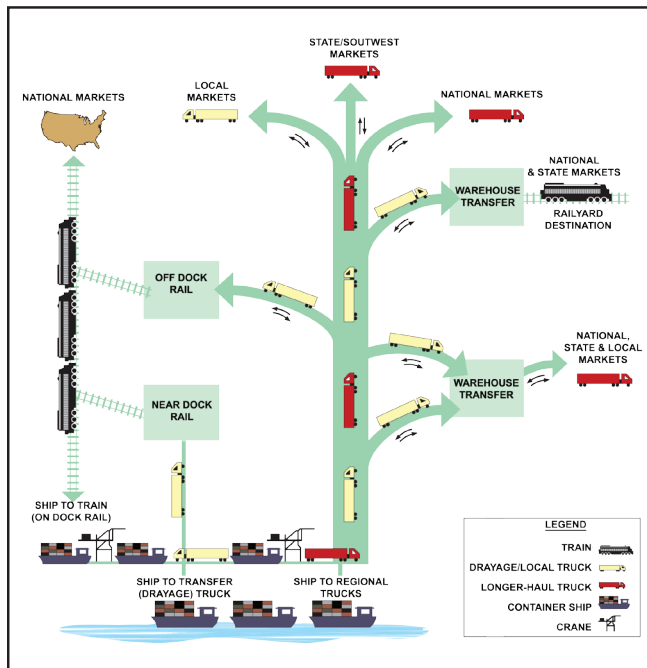 STATE/SOUTWEST
MARKETS
NATIONAL MARKETS
LOCAL
MARKETS
NATIONAL MARKETS
NATIONAL
& STATE MARKETS
WAREHOUSE
TRANSFER
RAILYARD
DESTINATION
OFF DOCK
RAIL
NATIONAL,
STATE & LOCAL
MARKETS
WAREHOUSE
TRANSFER
NEAR DOCK
RAIL
SHIP TO TRAIN
(ON DOCK RAIL)
SHIP TO TRANSFER
(DRAYAGE) TRUCK
SHIP TO REGIONAL
TRUCKS
LEGEND
TRAIN
DRAYAGE/LOCAL TRUCK
LONGER-HAUL TRUCK
CONTAINER SHIP
CRANE